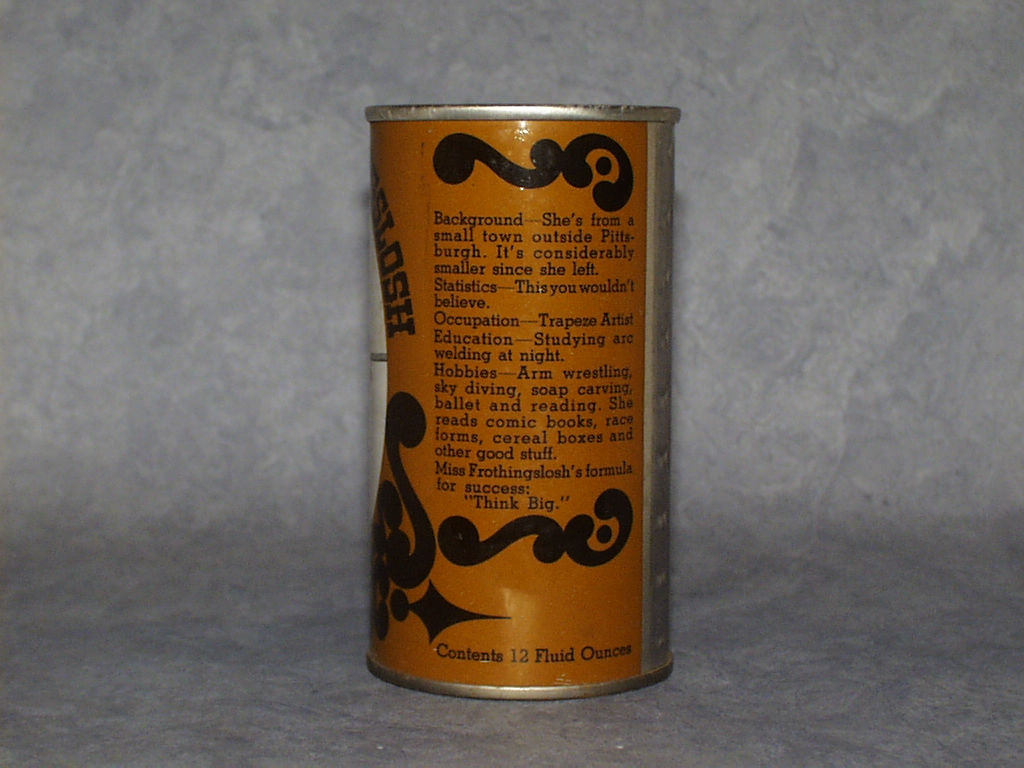 SLOSH
Background—She's from a
small town outside Pitts-
burgh. It's considerably
smaller since she left.
Statistics—This you wouldn't
believe.
Occupation—Trapeze Artist
Education—Studying arc
welding at night.
Hobbies—Arm wrestling,
sky diving, soap carving,
ballet and reading. She
reads comic books, race
forms, cereal boxes and
other good stuff.
Miss Frothingslosh's formula
for success:
"Think Big."
Contents 12 Fluid Ounces